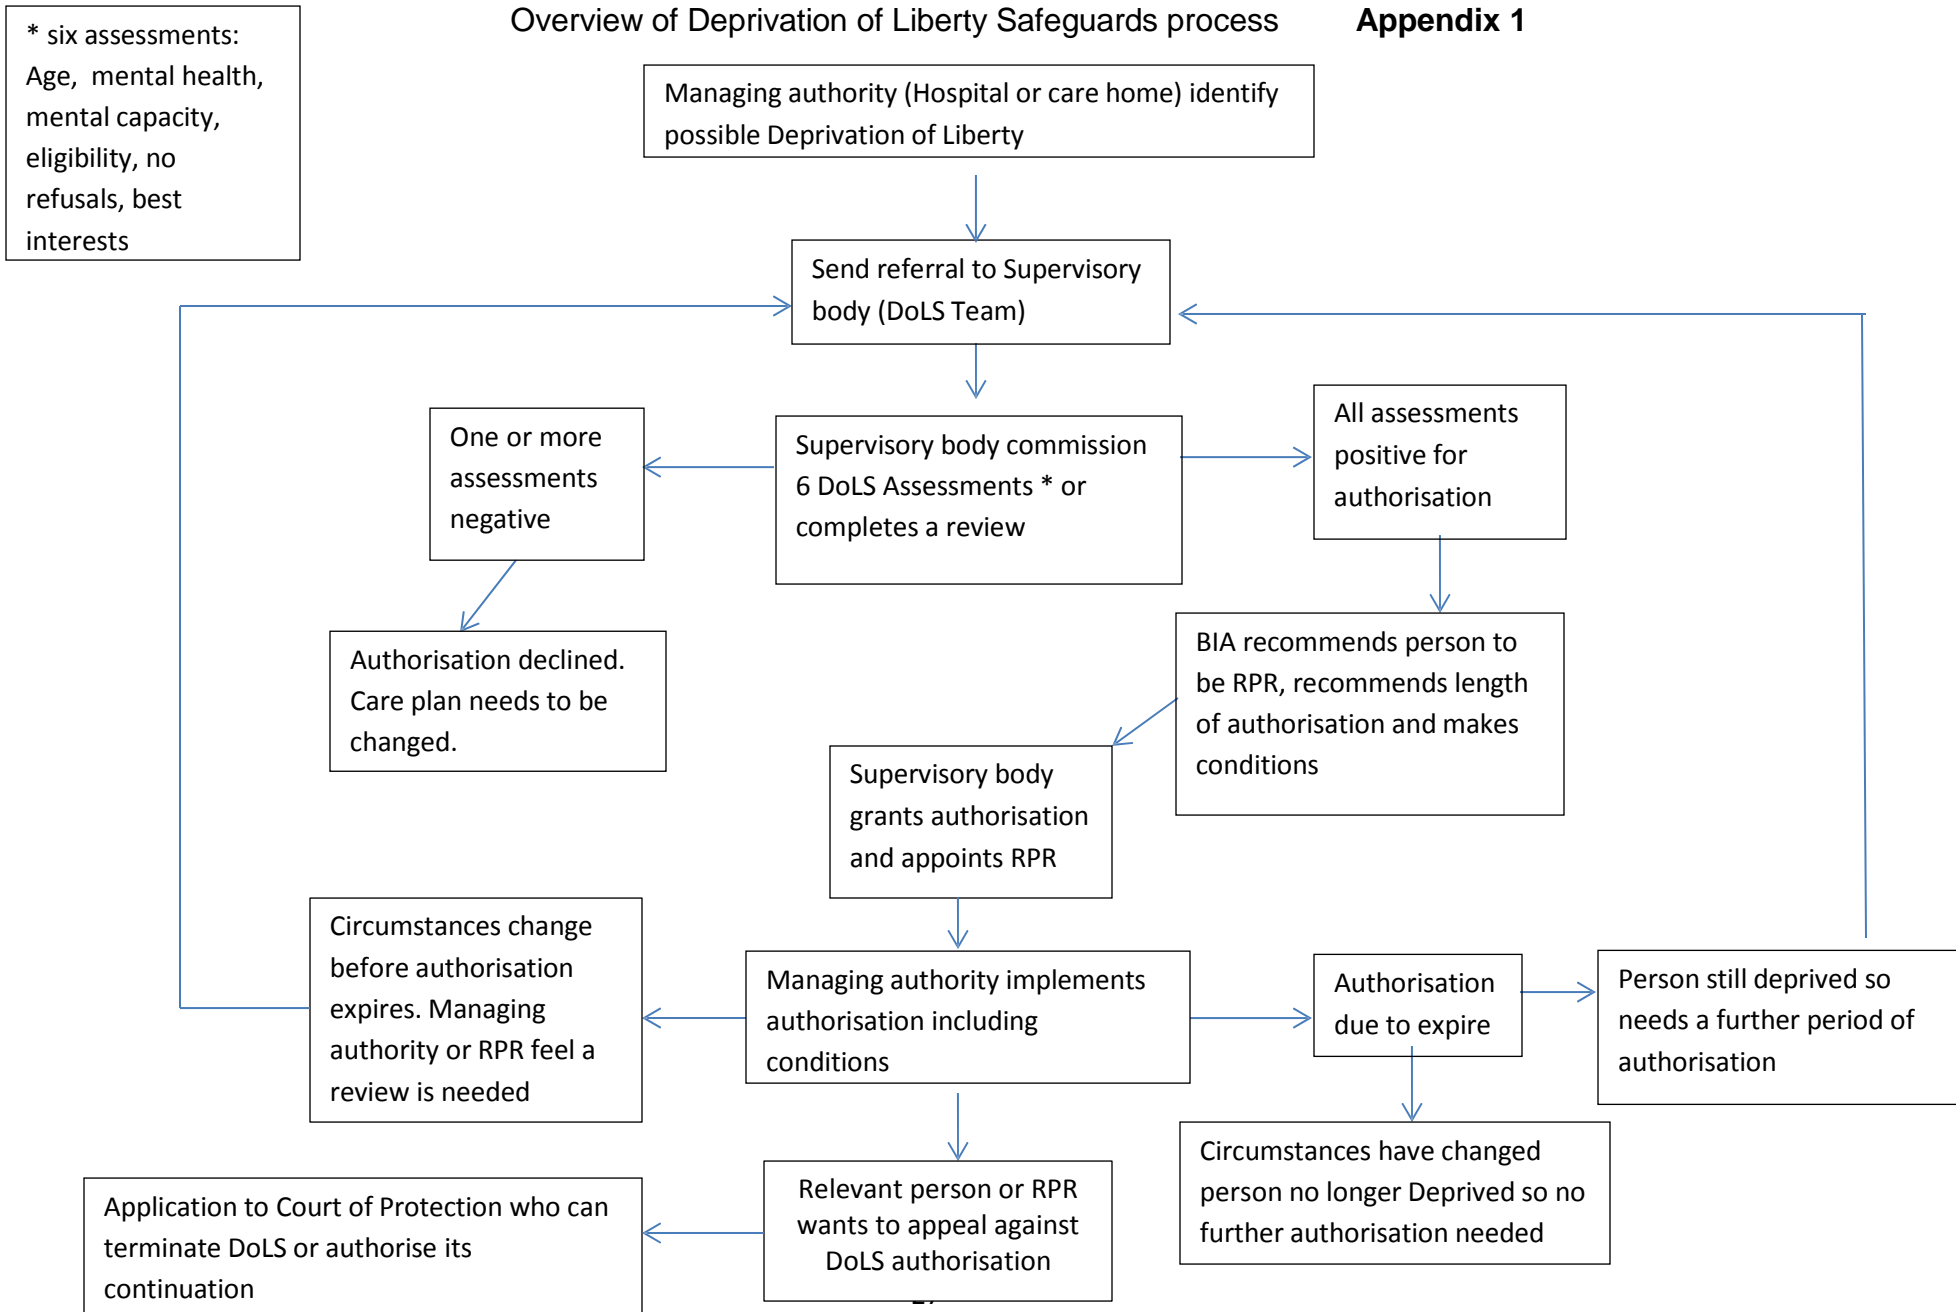 Overview of Deprivation of Liberty Safeguards process Appendix 1
* six assessments:
Age, mental health,
mental capacity,
eligibility, no
refusals, best
interests
Managing authority (Hospital or care home) identify
possible Deprivation of Liberty
Send referral to Supervisory
body (DoLS Team)
One or more
assessments
negative
Supervisory body commission
6 DoLS Assessments * or
completes a review
All assessments
positive for
authorisation
Authorisation declined.
Care plan needs to be
changed.
BIA recommends person to
be RPR, recommends length
of authorisation and makes
conditions
Supervisory body
grants authorisation
and appoints RPR
Circumstances change
before authorisation
expires. Managing
authority or RPR feel a
review is needed
Managing authority implements
authorisation including
conditions
Authorisation
due to expire
Person still deprived so
needs a further period of
authorisation
Circumstances have changed
person no longer Deprived so no
further authorisation needed
Relevant person or RPR
wants to appeal against
DoLS authorisation
Application to Court of Protection who can
terminate DoLS or authorise its
continuation